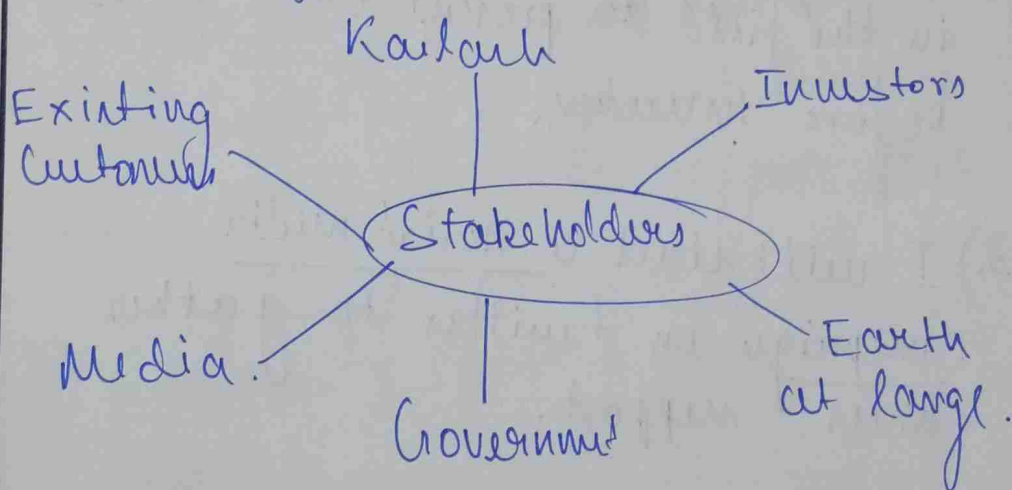 Kailash
Investors
Existing
Customers
Stakeholders
Media.
Earth
at large.
Government